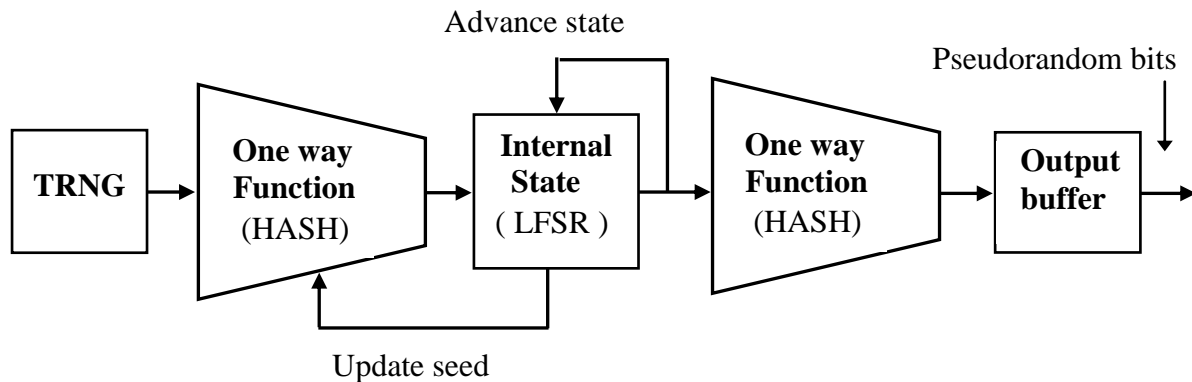 Advance state
Pseudorandom bits
TRNG
One way
Function
(HASH)
Internal
State
( LFSR )
One way
Function
(HASH)
Output
buffer
Update seed